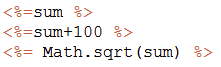 <%=sum %>
<%=sum+100 %>
<%= Math.sqrt(sum) %>